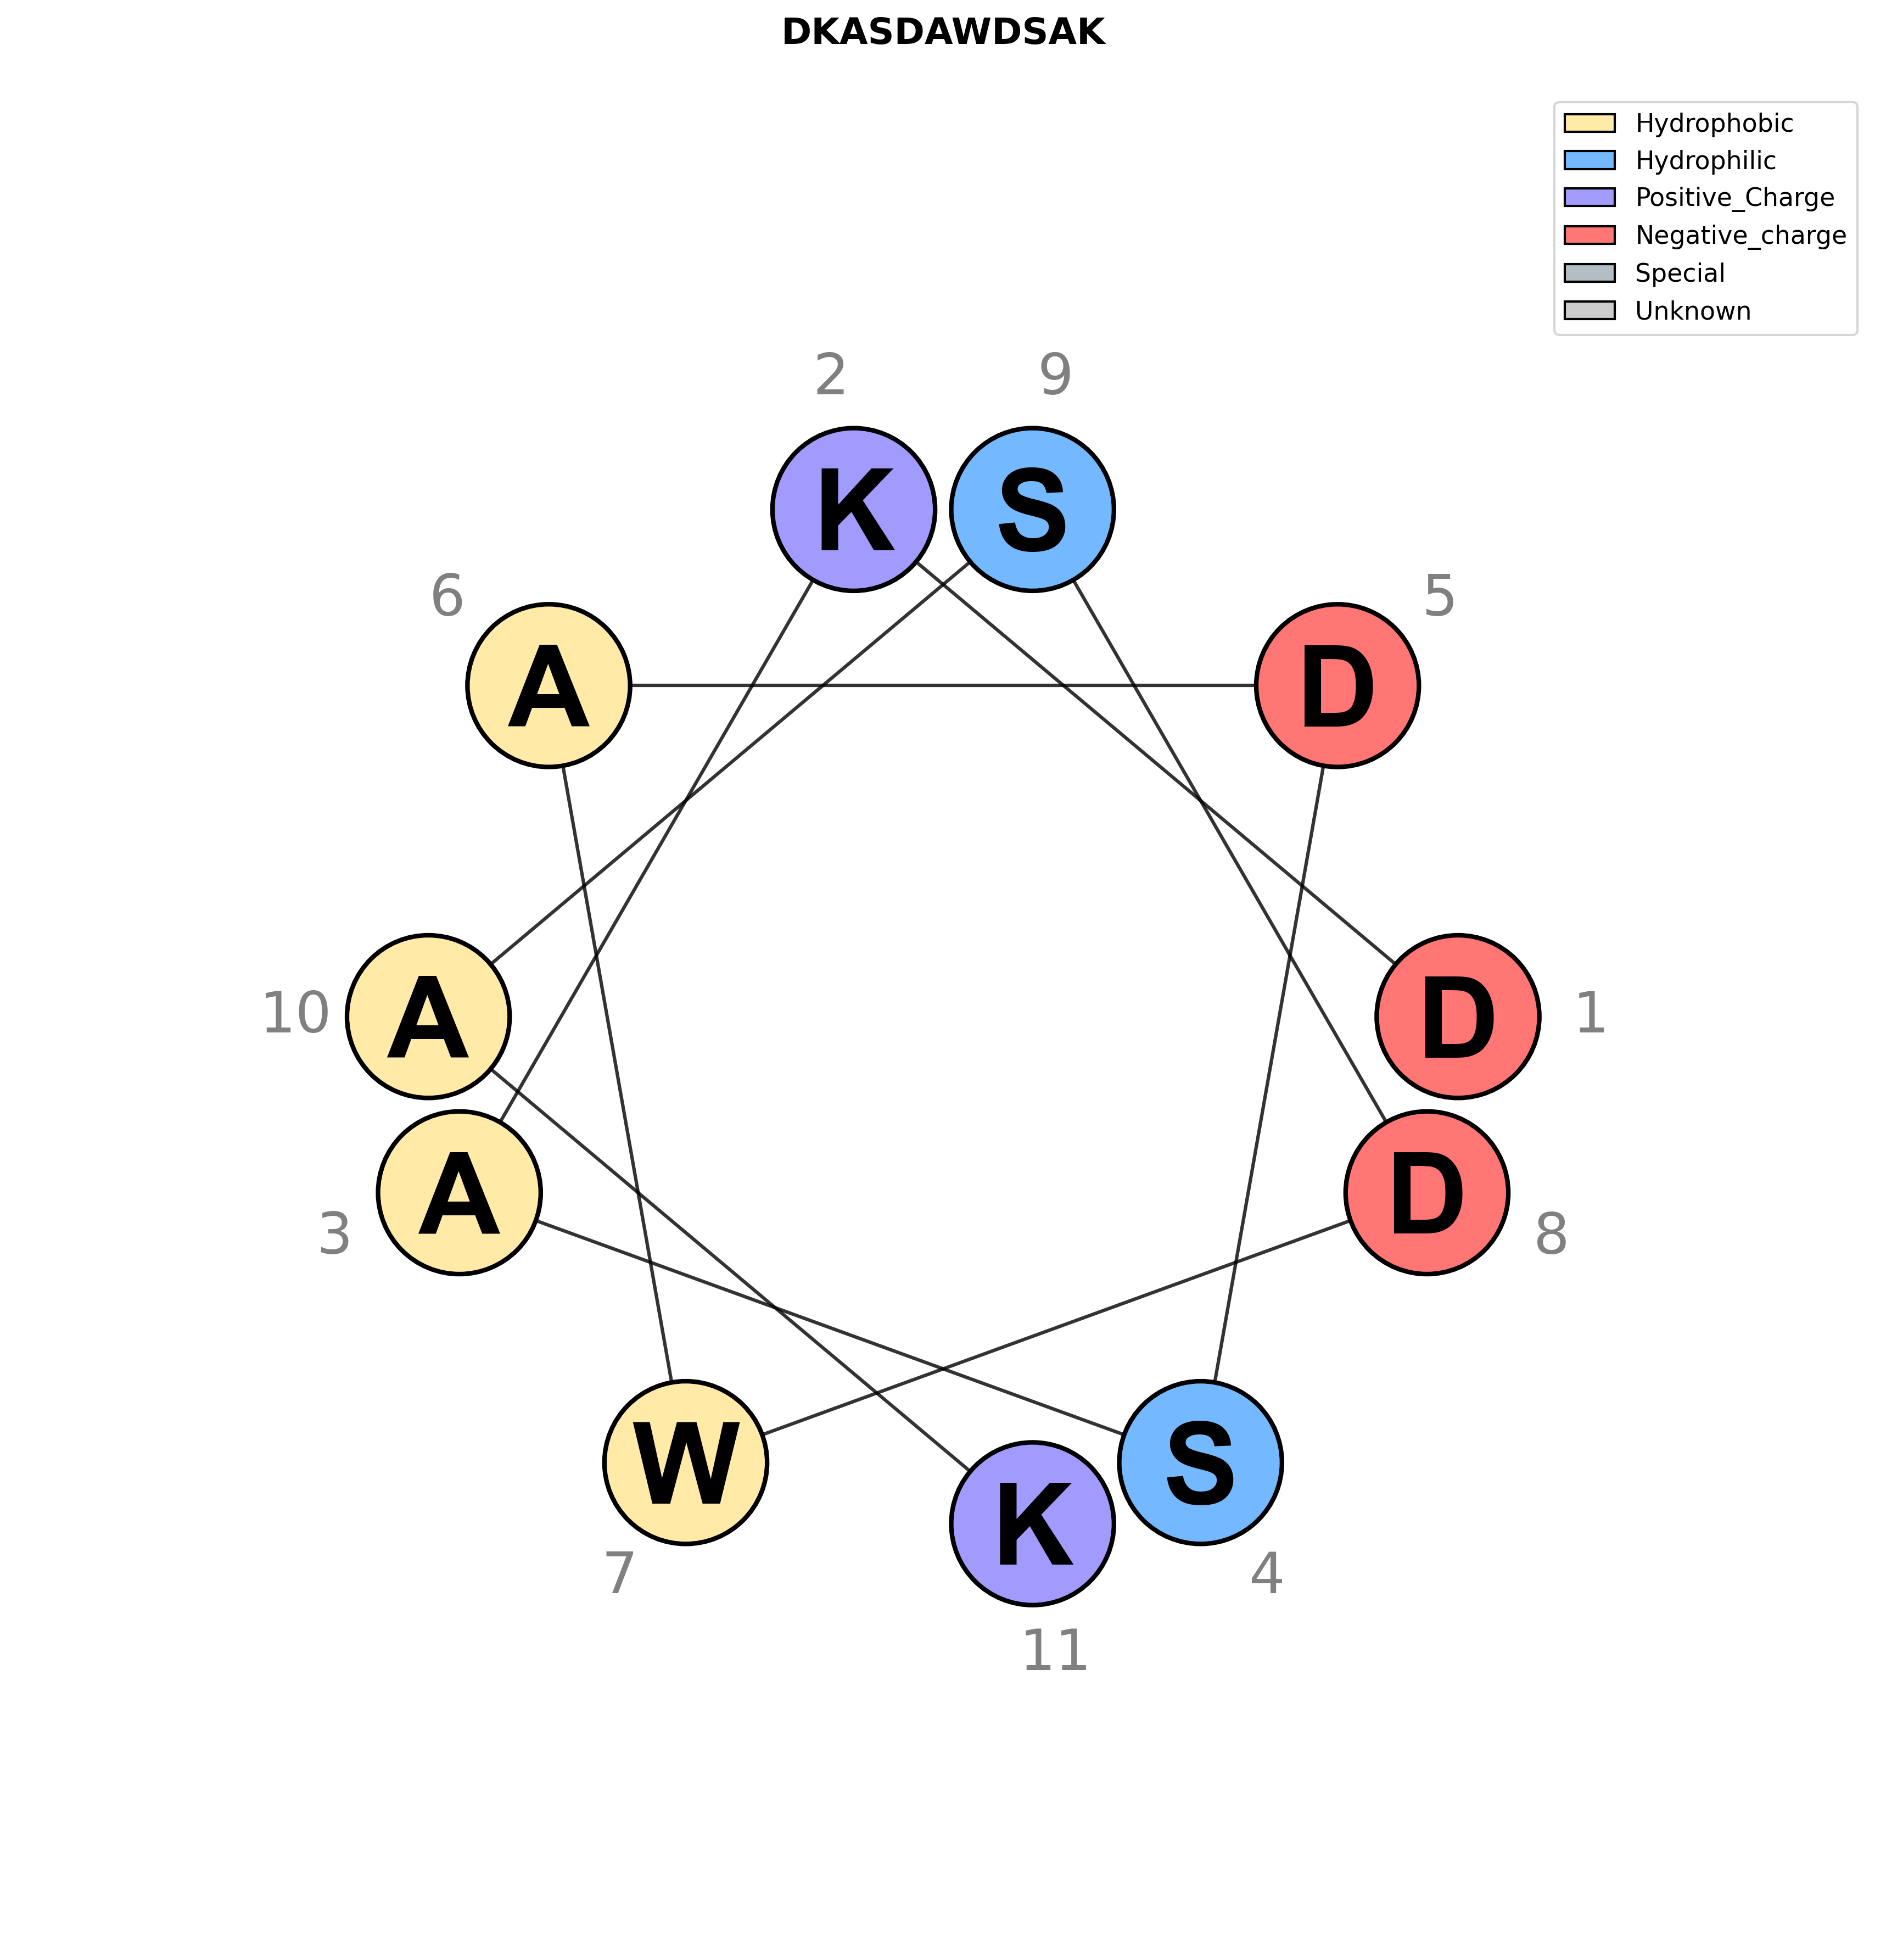 DKASDAWDSAK
Hydrophobic
Hydrophilic
Positive_Charge
Negative_charge
Special
Unknown
2 9
K S
6 5
A D
10 A D 1
A D
3 8
W S
K
7 4
11